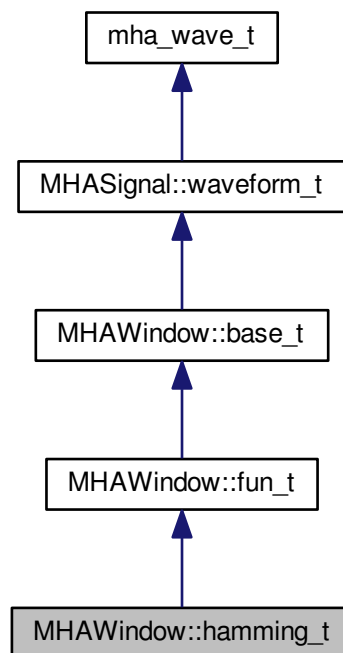 mha_wave_t
MHASignal::waveform_t
MHAWindow::base_t
MHAWindow::fun_t
MHAWindow::hamming_t